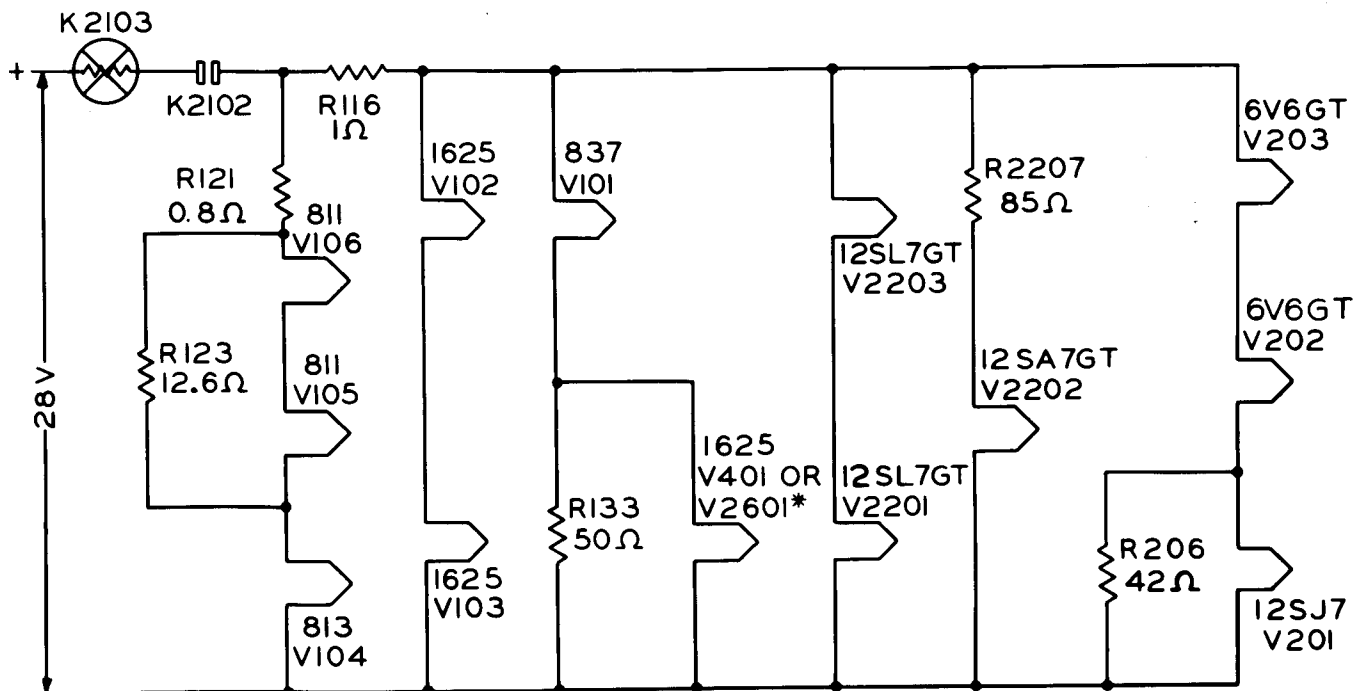 K2103
+
K2102
R116
1Ω
28V
R121
0.8Ω
811
V106
R123
12.6Ω
811
V105
813
V104
1625
V102
1625
V103
837
V101
R133
50Ω
1625
V401 OR
V2601*
12SL7GT
V2203
12SL7GT
V2201
R2207
85Ω
12SA7GT
V2202
6V6GT
V203
6V6GT
V202
R206
42Ω
12SJ7
V201